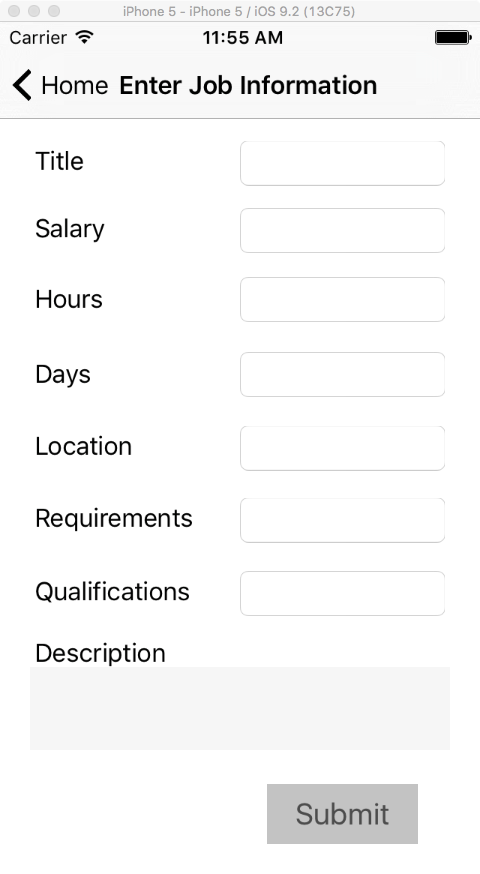 iPhone 5 - iPhone 5 / iOS 9.2 (13C75)
Carrier 11:55 AM
Home Enter Job Information
Title
Salary
Hours
Days
Location
Requirements
Qualifications
Description
Submit